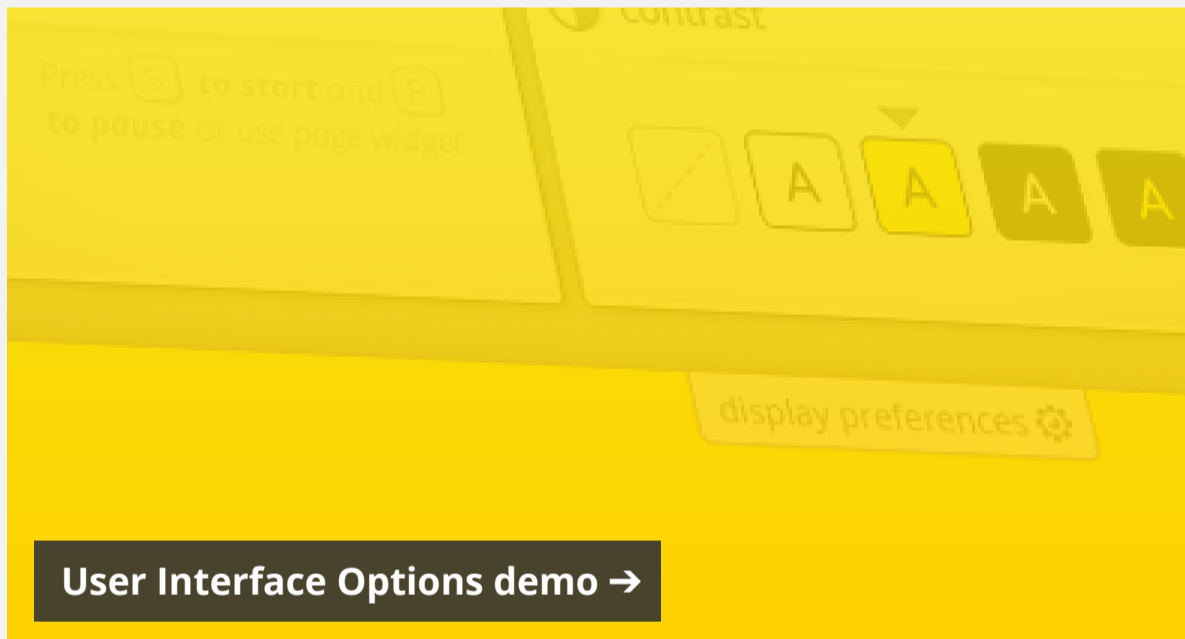 contrast
Press S to start and P
to pause or use page widget.
A A A A
display preferences
User Interface Options demo →